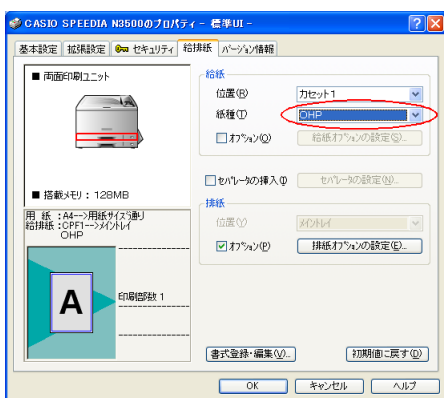 CASIO SPEEDIA N3500のプロパティ - 標準UI -
基本設定 拡張設定 セキュリティ 給排紙 バージョン情報
■ 両面印刷ユニット
■ 搭載メモリ : 128MB
用 紙 :A4-->用紙サイズ通り
給排紙 :CPF1-->メイントレイ
OHP
A
印刷部数 1
給紙
位置(R) カセット1
紙種(T) OHP
オプション(O) 給紙オプションの設定(S)...
セパレータの挿入(I) セパレータの設定(N)...
排紙
位置(Y) メイントレイ
オプション(P) 排紙オプションの設定(E)...
書式登録・編集(V)... 初期値に戻す(D)
OK キャンセル ヘルプ